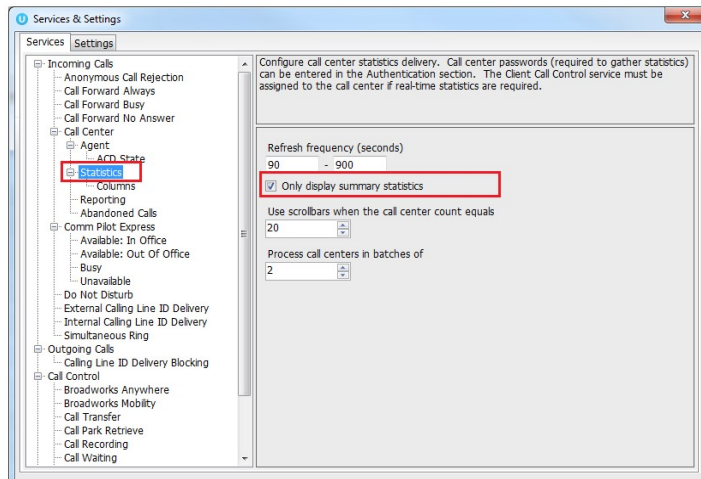 Services & Settings
Services
Settings
Incoming Calls
Anonymous Call Rejection
Call Forward Always
Call Forward Busy
Call Forward No Answer
Call Center
Agent
ACD State
Statistics
Columns
Reporting
Abandoned Calls
Comm Pilot Express
Available: In Office
Available: Out Of Office
Busy
Unavailable
Do Not Disturb
External Calling Line ID Delivery
Internal Calling Line ID Delivery
Simultaneous Ring
Outgoing Calls
Calling Line ID Delivery Blocking
Call Control
Broadworks Anywhere
Broadworks Mobility
Call Transfer
Call Park Retrieve
Call Recording
Call Waiting
Configure call center statistics delivery. Call center passwords (required to gather statistics)
can be entered in the Authentication section. The Client Call Control service must be
assigned to the call center if real-time statistics are required.
Refresh frequency (seconds)
90 - 900
Only display summary statistics
Use scrollbars when the call center count equals
20
Process call centers in batches of
2